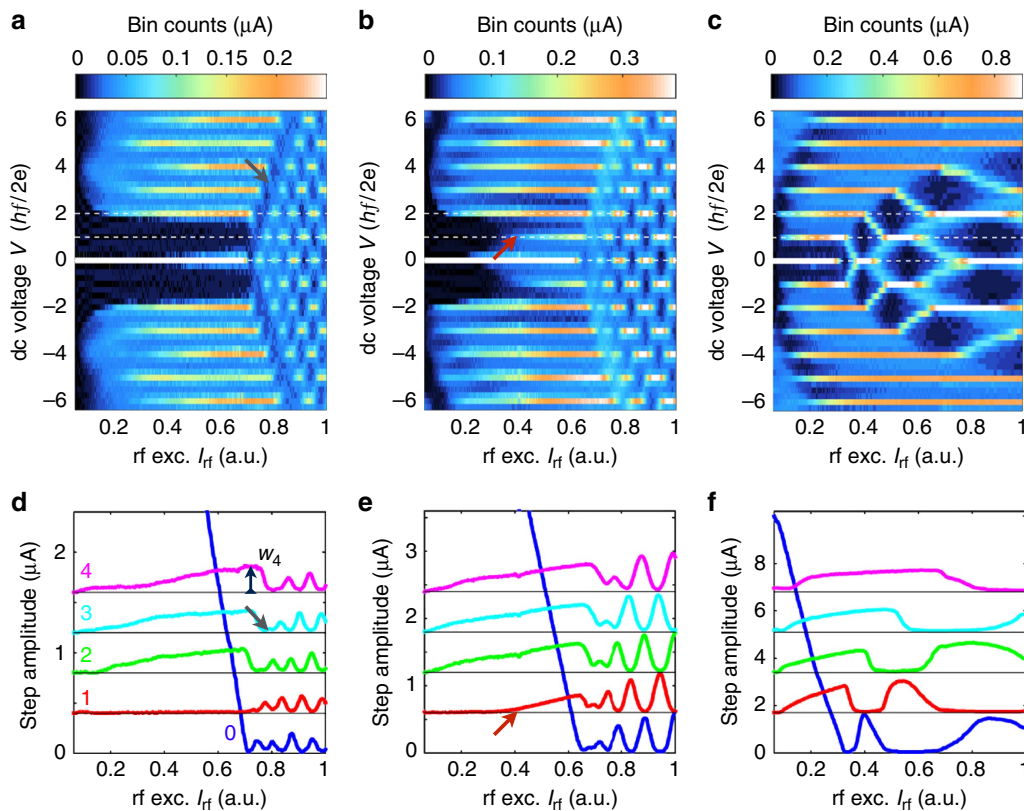 a
Bin counts (μA)
0 0.05 0.1 0.15 0.2
dc voltage V (hf/2e)
6
4
2
0
−2
−4
−6
0.2 0.4 0.6 0.8 1
rf exc. Irf (a.u.)
b
Bin counts (μA)
0 0.1 0.2 0.3
dc voltage V (hf/2e)
6
4
2
0
−2
−4
−6
0.2 0.4 0.6 0.8 1
rf exc. Irf (a.u.)
c
Bin counts (μA)
0 0.2 0.4 0.6 0.8
dc voltage V (hf/2e)
6
4
2
0
−2
−4
−6
0.2 0.4 0.6 0.8 1
rf exc. Irf (a.u.)
d
Step amplitude (μA)
2
1
0
4
w4
3
2
1
0
0.2 0.4 0.6 0.8 1
rf exc. Irf (a.u.)
e
Step amplitude (μA)
3
2
1
0
0.2 0.4 0.6 0.8 1
rf exc. Irf (a.u.)
f
Step amplitude (μA)
8
6
4
2
0
0.2 0.4 0.6 0.8 1
rf exc. Irf (a.u.)